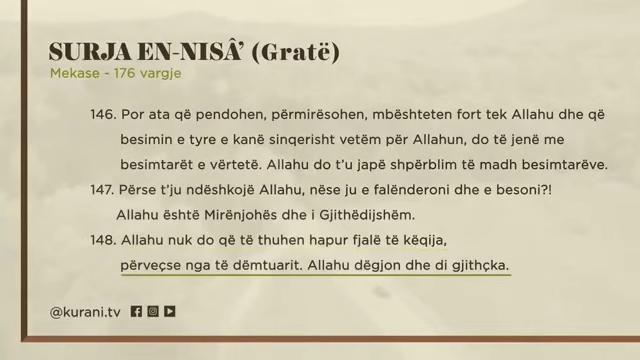 SURJA EN-NISÂ’ (Gratë)
Mekase - 176 vargje
146. Por ata që pendohen, përmirësohen, mbështeten fort tek Allahu dhe që
besimin e tyre e kanë sinqerisht vetëm për Allahun, do të jenë me
besimtarët e vërtetë. Allahu do t’u japë shpërblim të madh besimtarëve.
147. Përse t’ju ndëshkojë Allahu, nëse ju e falënderoni dhe e besoni?!
Allahu është Mirënjohës dhe i Gjithëdijshëm.
148. Allahu nuk do që të thuhen hapur fjalë të këqija,
përveçse nga të dëmtuarit. Allahu dëgjon dhe di gjithçka.
@kurani.tv